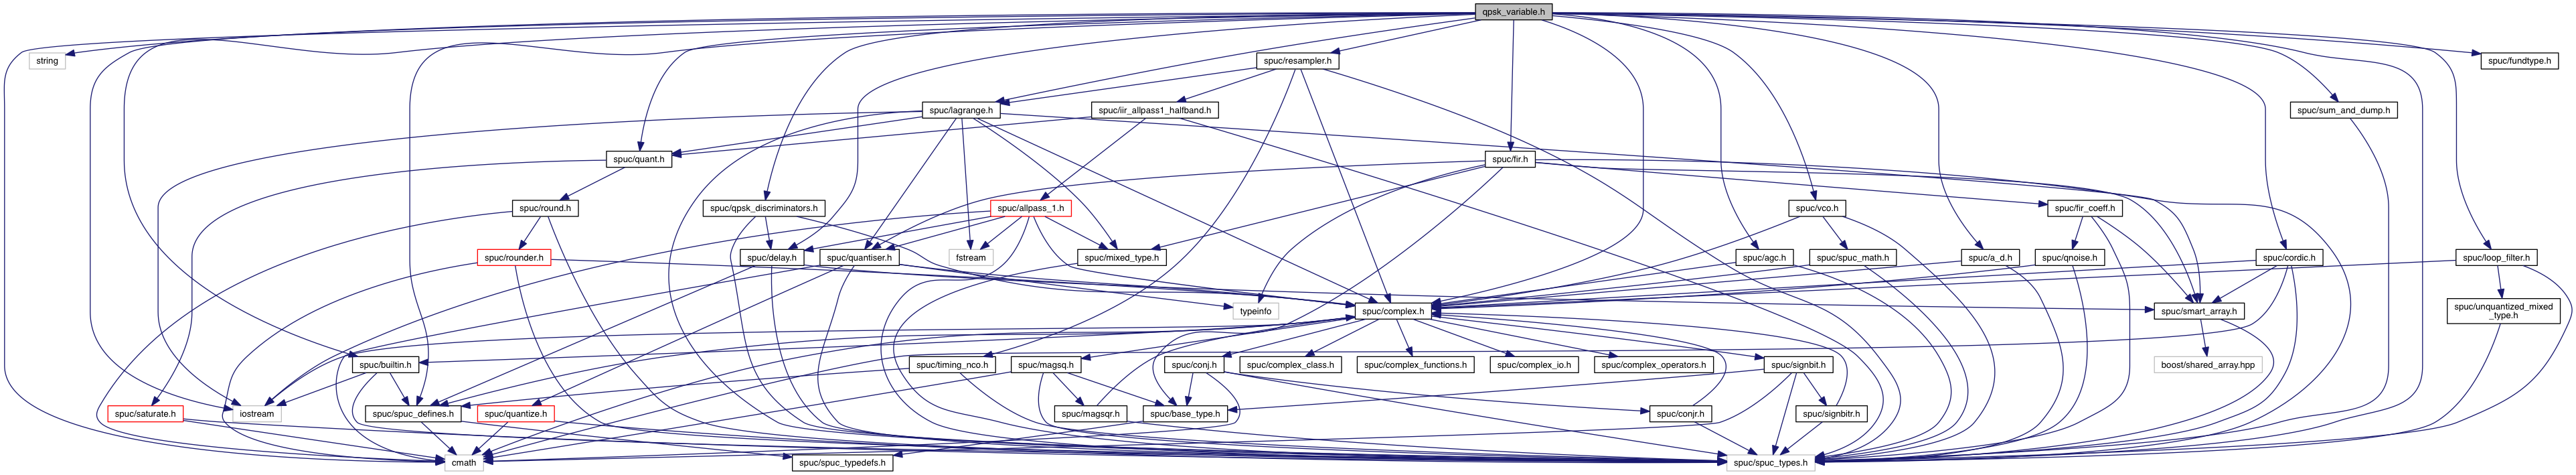 qpsk_variable.h
string
spuc/resampler.h
spuc/fundtype.h
spuc/lagrange.h
spuc/iir_allpass1_halfband.h
spuc/sum_and_dump.h
spuc/quant.h
spuc/fir.h
spuc/round.h
spuc/qpsk_discriminators.h
spuc/allpass_1.h
spuc/vco.h
spuc/fir_coeff.h
spuc/rounder.h
spuc/delay.h
spuc/quantiser.h
fstream
spuc/mixed_type.h
spuc/agc.h
spuc/spuc_math.h
spuc/a_d.h
spuc/qnoise.h
spuc/cordic.h
spuc/loop_filter.h
typeinfo
spuc/complex.h
spuc/smart_array.h
spuc/unquantized_mixed
_type.h
spuc/builtin.h
spuc/timing_nco.h
spuc/magsq.h
spuc/conj.h
spuc/complex_class.h
spuc/complex_functions.h
spuc/complex_io.h
spuc/complex_operators.h
spuc/signbit.h
boost/shared_array.hpp
spuc/saturate.h
iostream
spuc/spuc_defines.h
spuc/quantize.h
spuc/magsqr.h
spuc/base_type.h
spuc/conjr.h
spuc/signbitr.h
cmath
spuc/spuc_typedefs.h
spuc/spuc_types.h